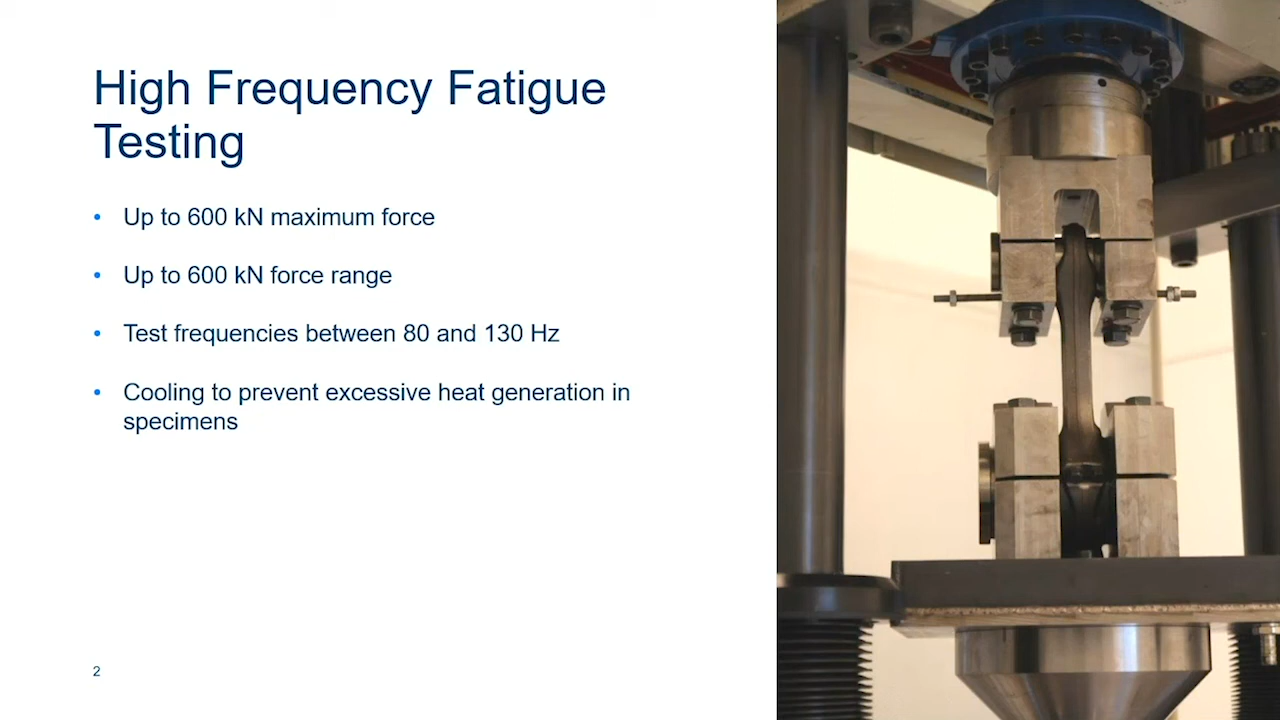 High Frequency Fatigue
Testing
• Up to 600 kN maximum force
• Up to 600 kN force range
• Test frequencies between 80 and 130 Hz
• Cooling to prevent excessive heat generation in
specimens
2